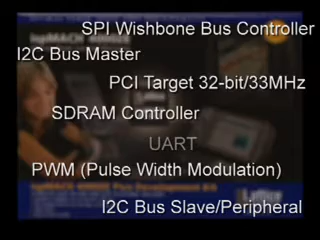 SPI Wishbone Bus Controller
I2C Bus Master
PCI Target 32-bit/33MHz
SDRAM Controller
UART
PWM (Pulse Width Modulation)
I2C Bus Slave/Peripheral